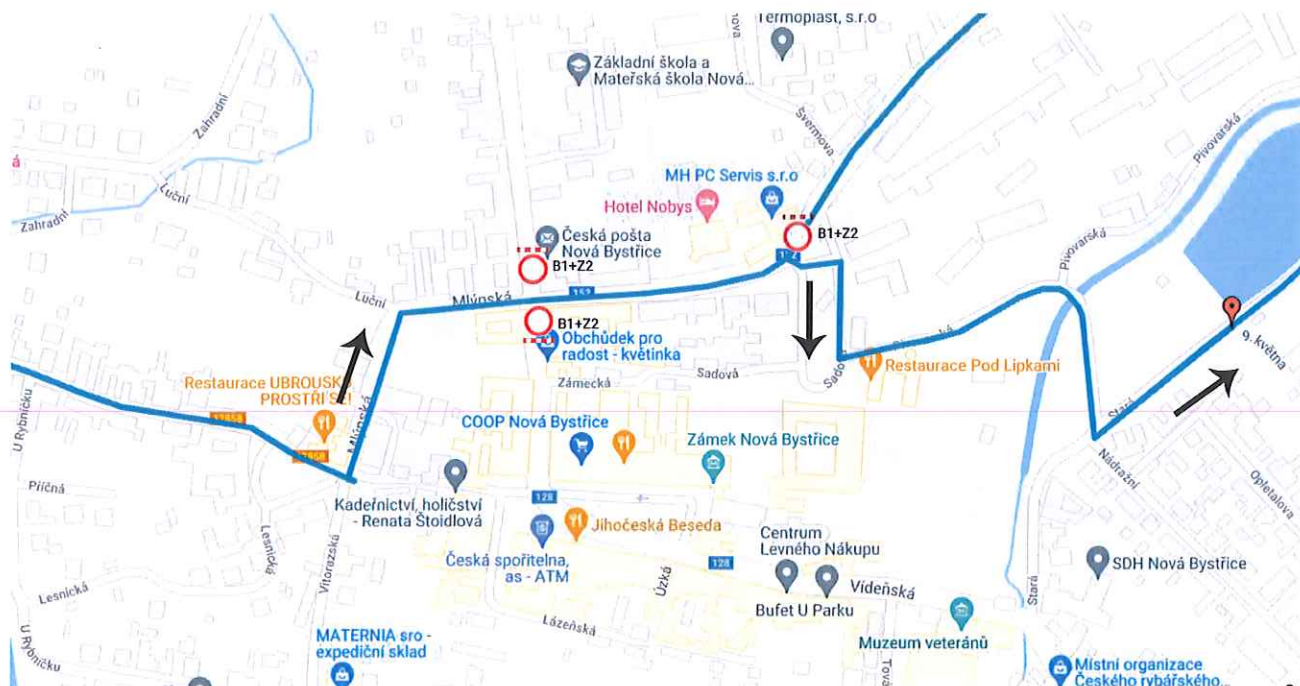 Termoplast, s.r.o
Základní škola a
Mateřská škola Nová...
Zahradní
Švermova
Pivovarská
Luční
MH PC Servis s.r.o
Hotel Nobys
Zahradní
Česká pošta
Nová Bystřice
B1+Z2
B1+Z2
Pivovarská
Luční
Mlýnská
152
B1+Z2
Obchůdek pro
radost - květinka
9. května
Restaurace Pod Lipkami
Sadová
Zámecká
Restaurace UBROUSKU
PROSTŘI SE!
Stará
U Rybníčku
Mlýnská
COOP Nová Bystřice
Zámek Nová Bystřice
Nádražní
Příčná
Opletalova
Kadeřnictví, holičství
- Renata Štoidlová
128
Jihočeská Beseda
Centrum
Levného Nákupu
Lesnická
Česká spořitelna,
as - ATM
128
SDH Nová Bystřice
Vitorazská
Úzká
Vídeňská
Lesnická
Bufet U Parku
Stará
Lázeňská
U Rybníčku
MATERNIA sro -
expediční sklad
Muzeum veteránů
Místní organizace
Českého rybářského...